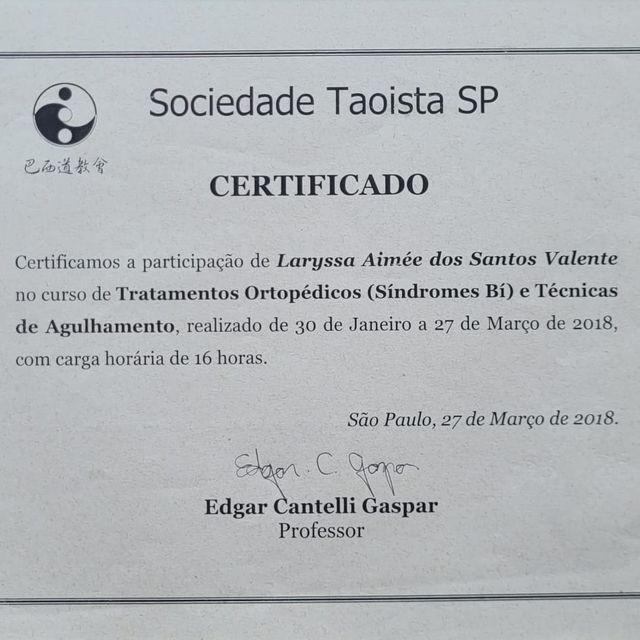 Sociedade Taoista SP
巴西道教會
CERTIFICADO
Certificamos a participação de Laryssa Aimée dos Santos Valente
no curso de Tratamentos Ortopédicos (Síndromes Bí) e Técnicas
de Agulhamento, realizado de 30 de Janeiro a 27 de Março de 2018,
com carga horária de 16 horas.
São Paulo, 27 de Março de 2018.
Edgar C. Gaspar
Edgar Cantelli Gaspar
Professor